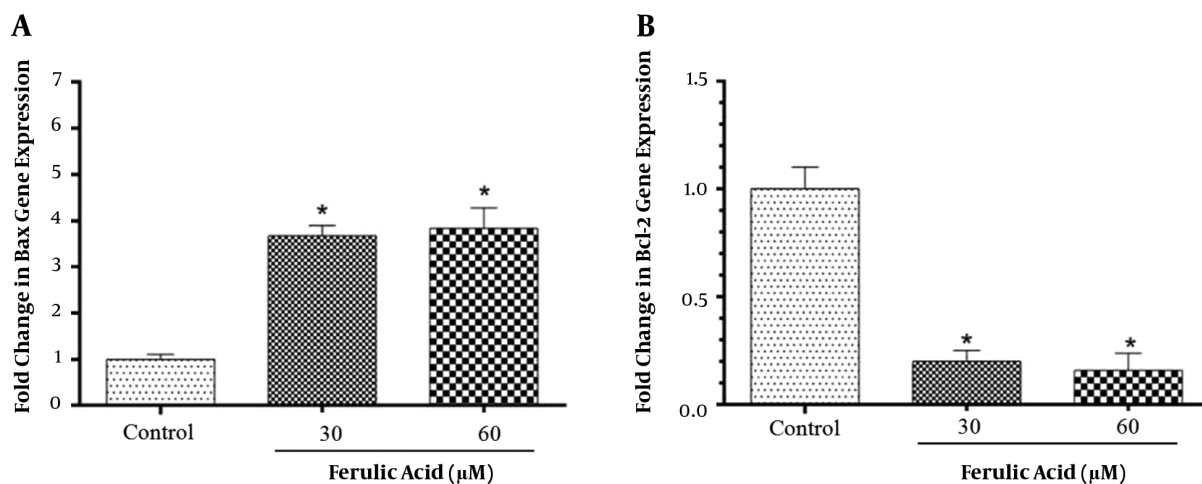 A
Fold Change in Bax Gene Expression
7
6
5
4
3
2
1
0
*
*
Control
30
60
Ferulic Acid (μM)
B
Fold Change in Bcl-2 Gene Expression
1.5
1.0
0.5
0.0
*
*
Control
30
60
Ferulic Acid (μM)